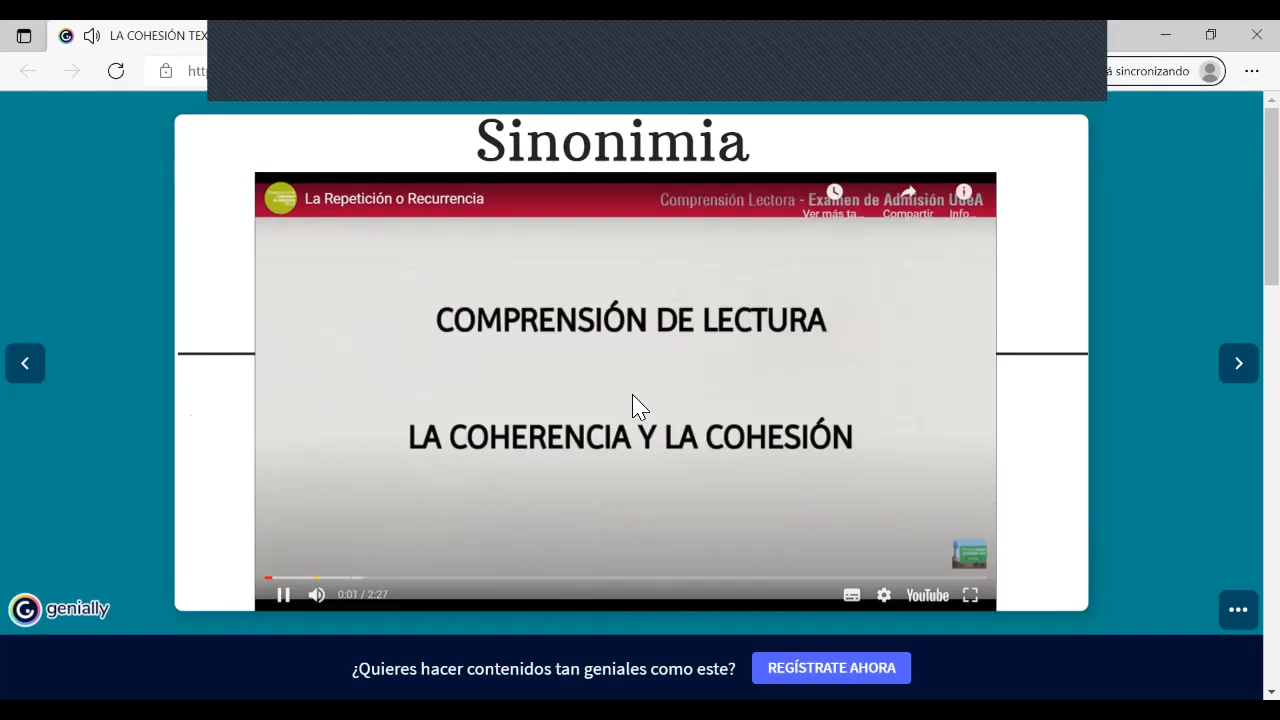 LA COHESIÓN TEX
á sincronizando
Sinonimia
La Repetición o Recurrencia
Comprensión Lectora - Examen de Admisión UdeA
Ver más ta...
Compartir
Info...
COMPRENSIÓN DE LECTURA
LA COHERENCIA Y LA COHESIÓN
0:01 / 2:27
YouTube
genially
¿Quieres hacer contenidos tan geniales como este?
REGÍSTRATE AHORA